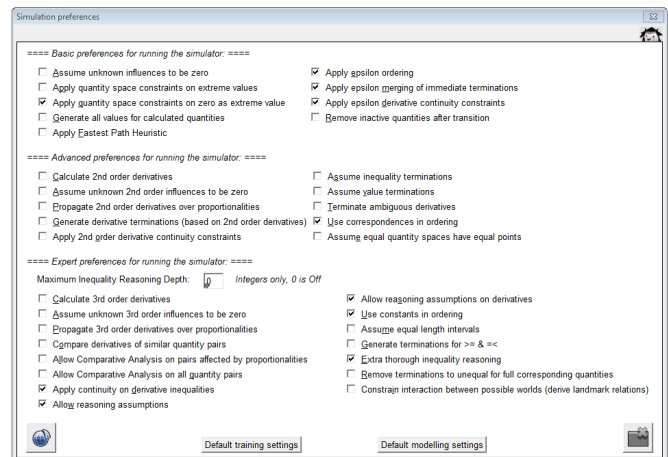 Simulation preferences
==== Basic preferences for running the simulator: ====
Assume unknown influences to be zero
Apply quantity space constraints on extreme values
Apply quantity space constraints on zero as extreme value
Generate all values for calculated quantities
Apply Fastest Path Heuristic
Apply epsilon ordering
Apply epsilon merging of immediate terminations
Apply epsilon derivative continuity constraints
Remove inactive quantities after transition
==== Advanced preferences for running the simulator: ====
Calculate 2nd order derivatives
Assume unknown 2nd order influences to be zero
Propagate 2nd order derivatives over proportionalities
Generate derivative terminations (based on 2nd order derivatives)
Apply 2nd order derivative continuity constraints
Assume inequality terminations
Assume value terminations
Terminate ambiguous derivatives
Use correspondences in ordering
Assume equal quantity spaces have equal points
==== Expert preferences for running the simulator: ====
Maximum Inequality Reasoning Depth: 0 Integers only, 0 is Off
Calculate 3rd order derivatives
Assume unknown 3rd order influences to be zero
Propagate 3rd order derivatives over proportionalities
Compare derivatives of similar quantity pairs
Allow Comparative Analysis on pairs affected by proportionalities
Allow Comparative Analysis on all quantity pairs
Apply continuity on derivative inequalities
Allow reasoning assumptions
Allow reasoning assumptions on derivatives
Use constants in ordering
Assume equal length intervals
Generate terminations for >= & =<
Extra thorough inequality reasoning
Remove terminations to unequal for full corresponding quantities
Constrain interaction between possible worlds (derive landmark relations)
Default training settings
Default modelling settings